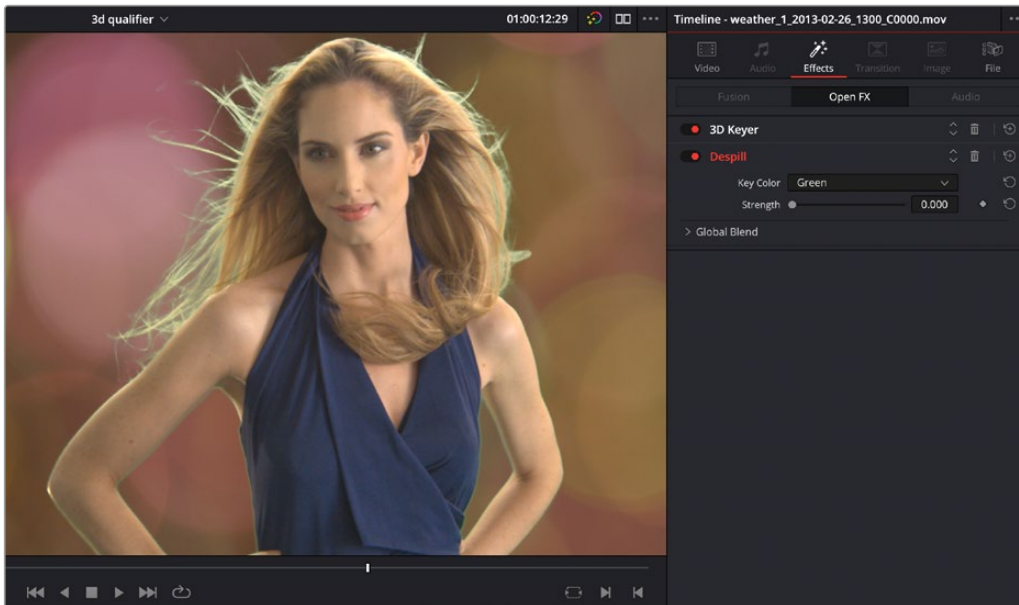 3d qualifier
01:00:12:29
Timeline - weather_1_2013-02-26_1300_C0000.mov
Video
Audio
Effects
Transition
Image
File
Fusion
Open FX
Audio
3D Keyer
Despill
Key Color
Green
Strength
0.000
Global Blend